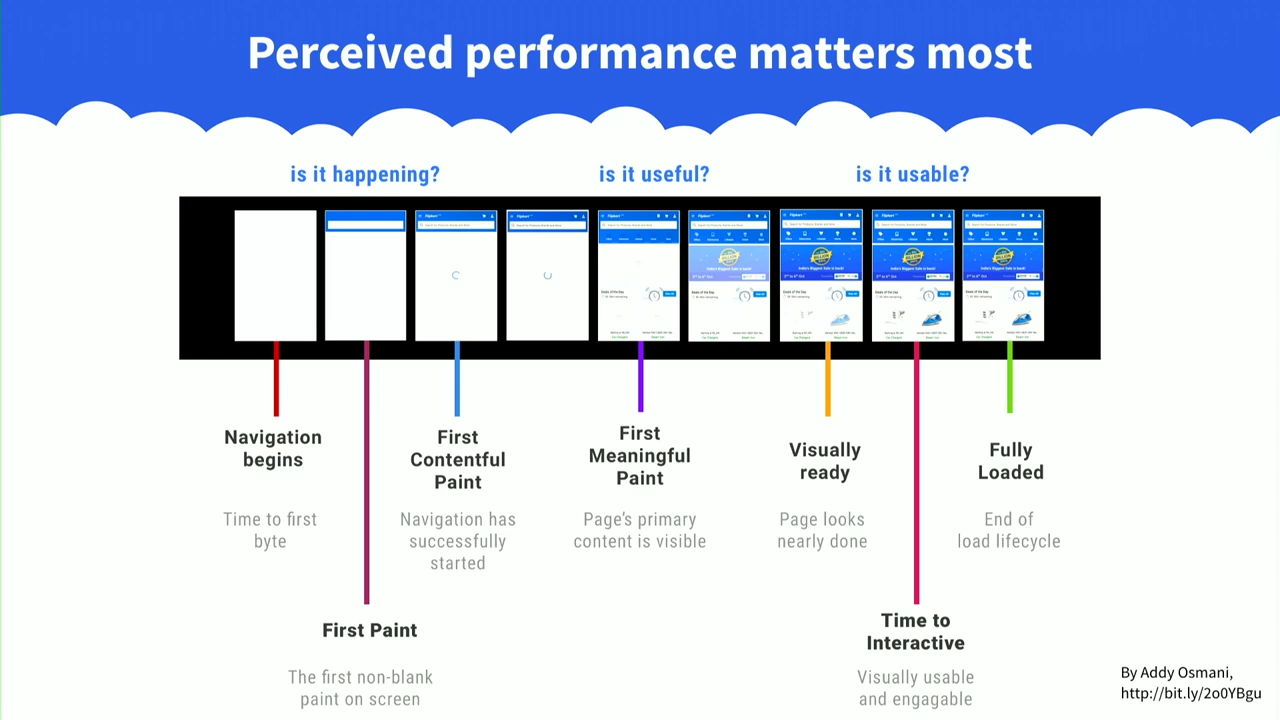 Perceived performance matters most
is it happening?
is it useful?
is it usable?
Navigation
begins
Time to first
byte
First Paint
The first non-blank
paint on screen
First
Contentful
Paint
Navigation has
successfully
started
First
Meaningful
Paint
Page's primary
content is visible
Visually
ready
Page looks
nearly done
Time to
Interactive
Visually usable
and engagable
Fully
Loaded
End of
load lifecycle
By Addy Osmani,
http://bit.ly/2o0YBgu